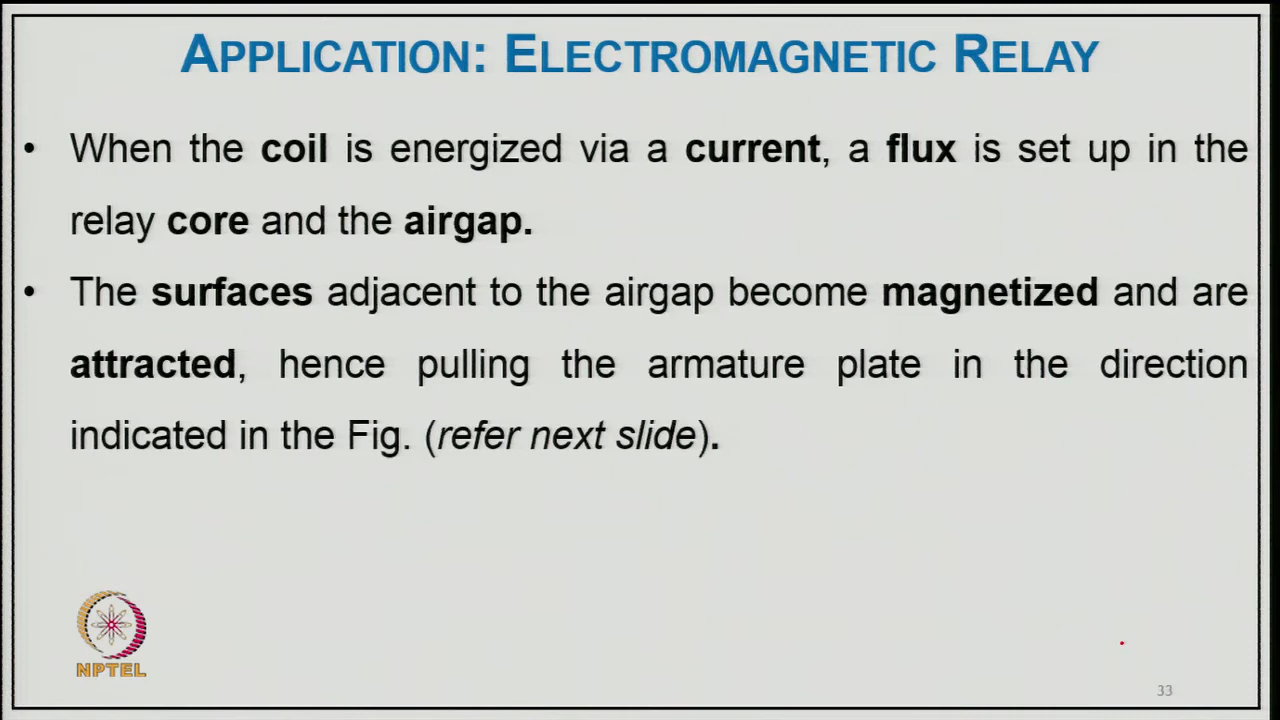 APPLICATION: ELECTROMAGNETIC RELAY
• When the coil is energized via a current, a flux is set up in the
relay core and the airgap.
• The surfaces adjacent to the airgap become magnetized and are
attracted, hence pulling the armature plate in the direction
indicated in the Fig. (refer next slide).
NPTEL
33